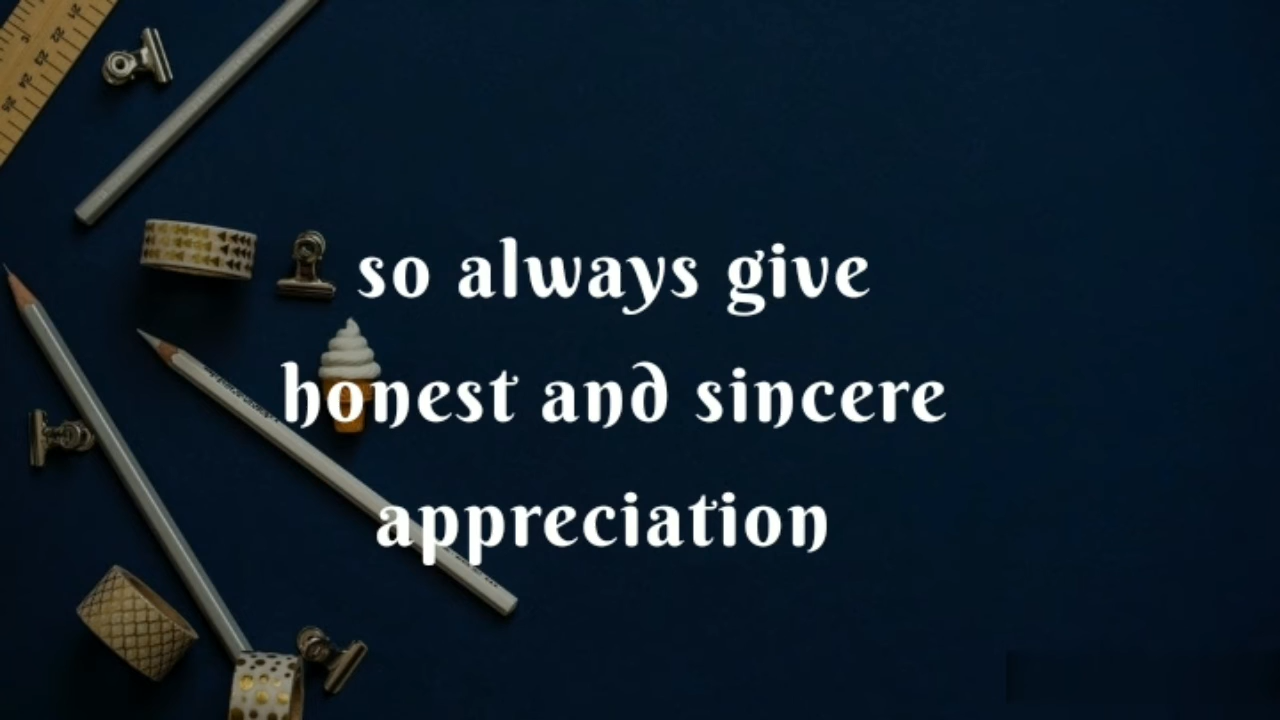 so always give
honest and sincere
appreciation